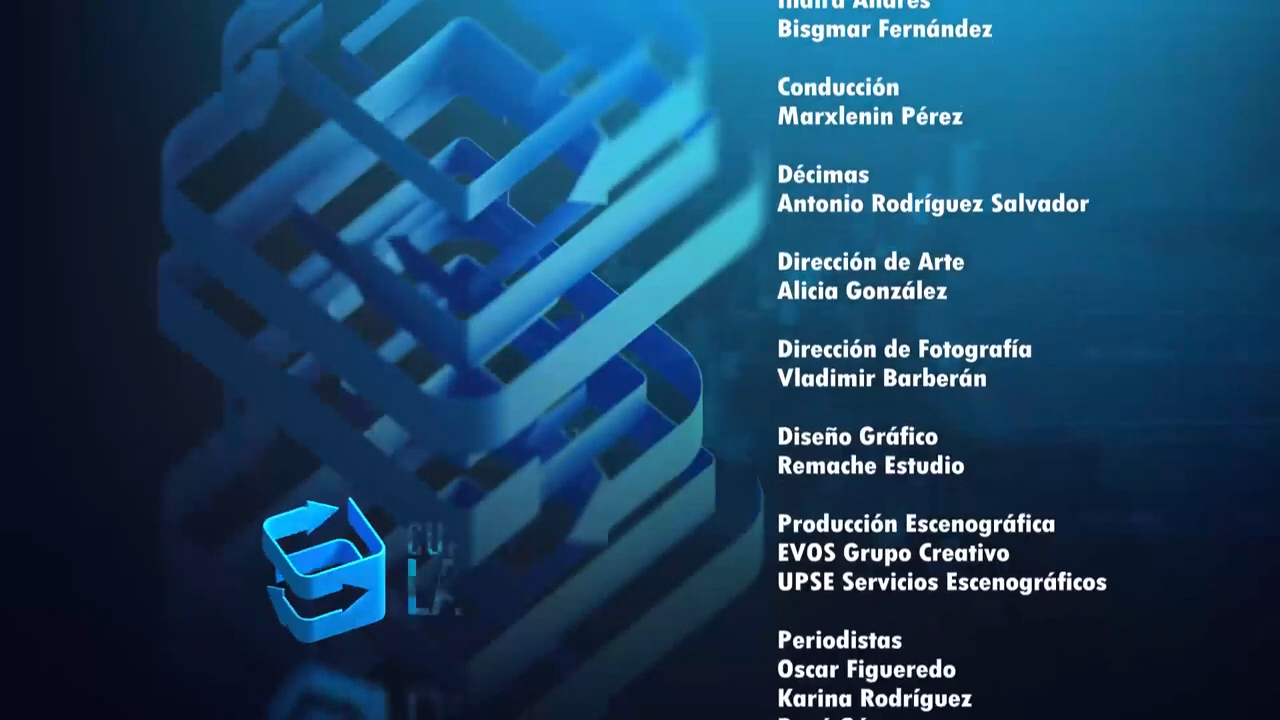 Bisgmar Fernández
Conducción
Marxlenin Pérez
Décimas
Antonio Rodríguez Salvador
Dirección de Arte
Alicia González
Dirección de Fotografía
Vladimir Barberán
Diseño Gráfico
Remache Estudio
Producción Escenográfica
EVOS Grupo Creativo
UPSE Servicios Escenográficos
Periodistas
Oscar Figueredo
Karina Rodríguez